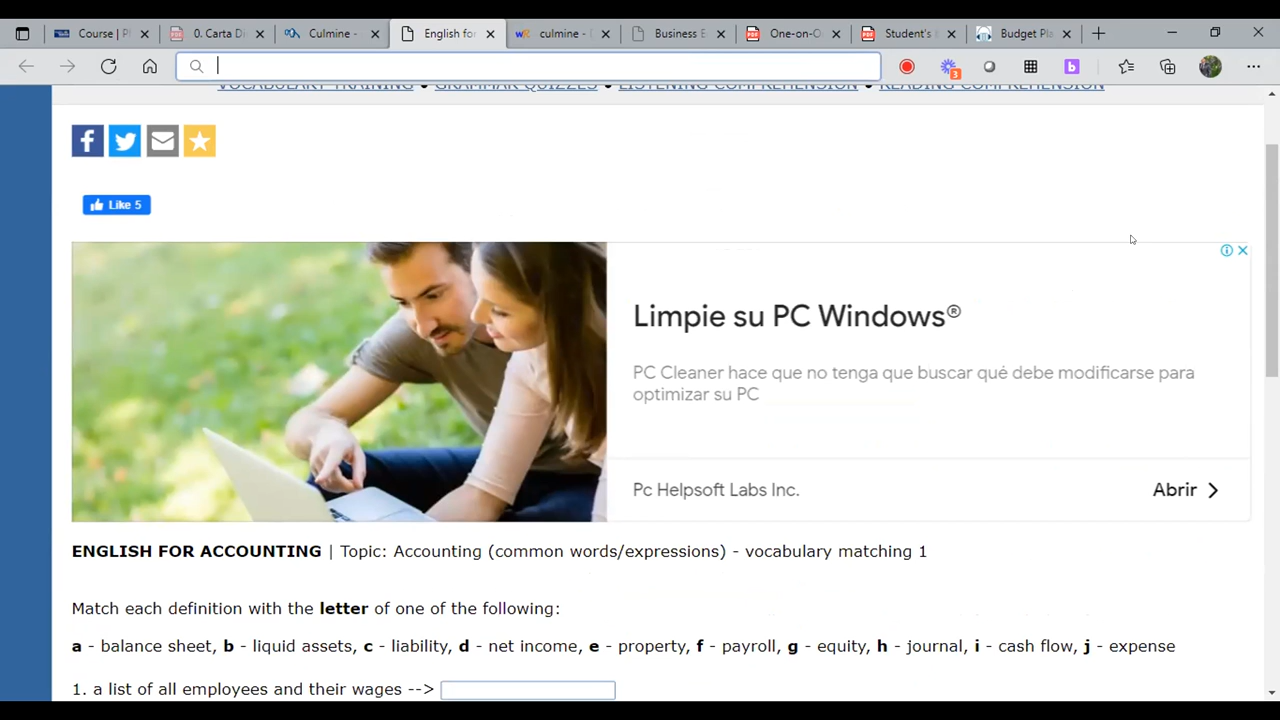 Course | P
0. Carta Di
Culmine -
English for
culmine -
Business E
One-on-O
Student's
Budget Pla
3
b
VOCABULARY TRAINING • GRAMMAR QUIZZES • LISTENING COMPREHENSION • READING COMPREHENSION
Like 5
Limpie su PC Windows®
PC Cleaner hace que no tenga que buscar qué debe modificarse para
optimizar su PC
Pc Helpsoft Labs Inc.
Abrir
ENGLISH FOR ACCOUNTING | Topic: Accounting (common words/expressions) - vocabulary matching 1
Match each definition with the letter of one of the following:
a - balance sheet, b - liquid assets, c - liability, d - net income, e - property, f - payroll, g - equity, h - journal, i - cash flow, j - expense
1. a list of all employees and their wages -->